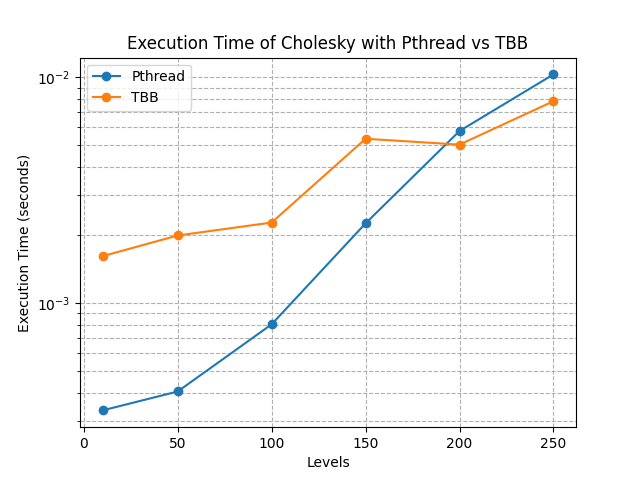 Execution Time of Cholesky with Pthread vs TBB
Pthread
TBB
10⁻²
10⁻³
Execution Time (seconds)
0 50 100 150 200 250
Levels